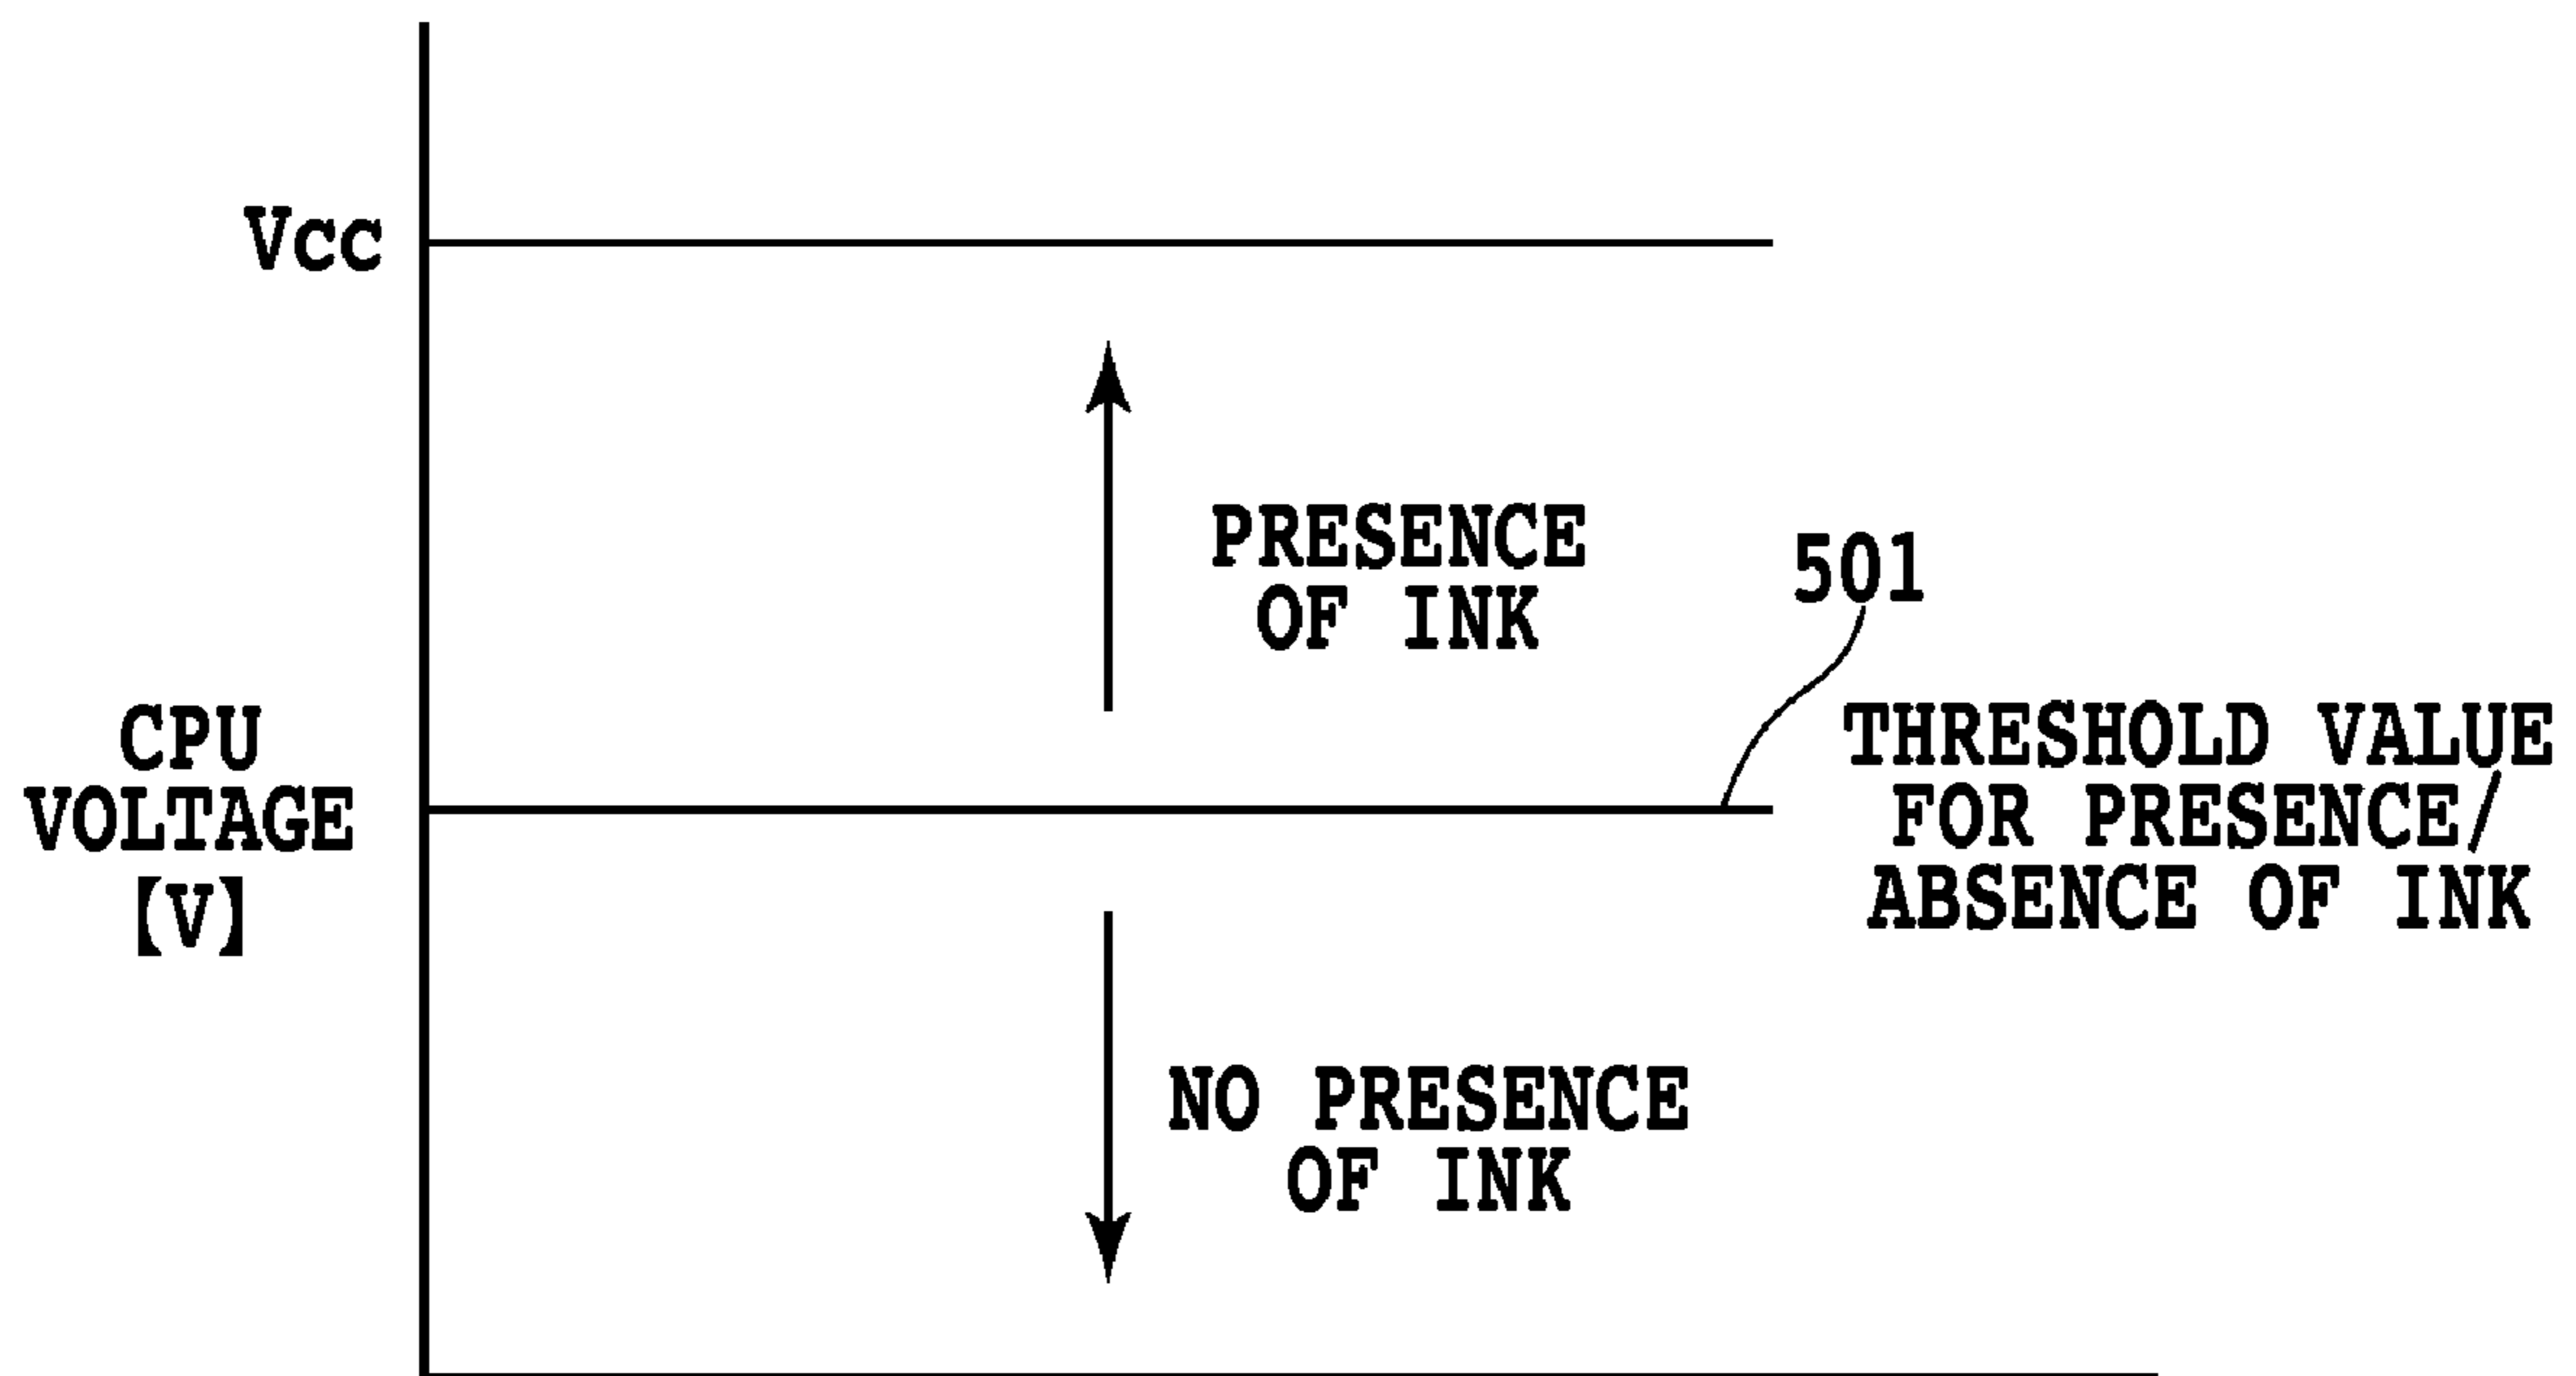 Vcc
PRESENCE
OF INK
501
CPU
VOLTAGE
【V】
THRESHOLD VALUE
FOR PRESENCE/
ABSENCE OF INK
NO PRESENCE
OF INK